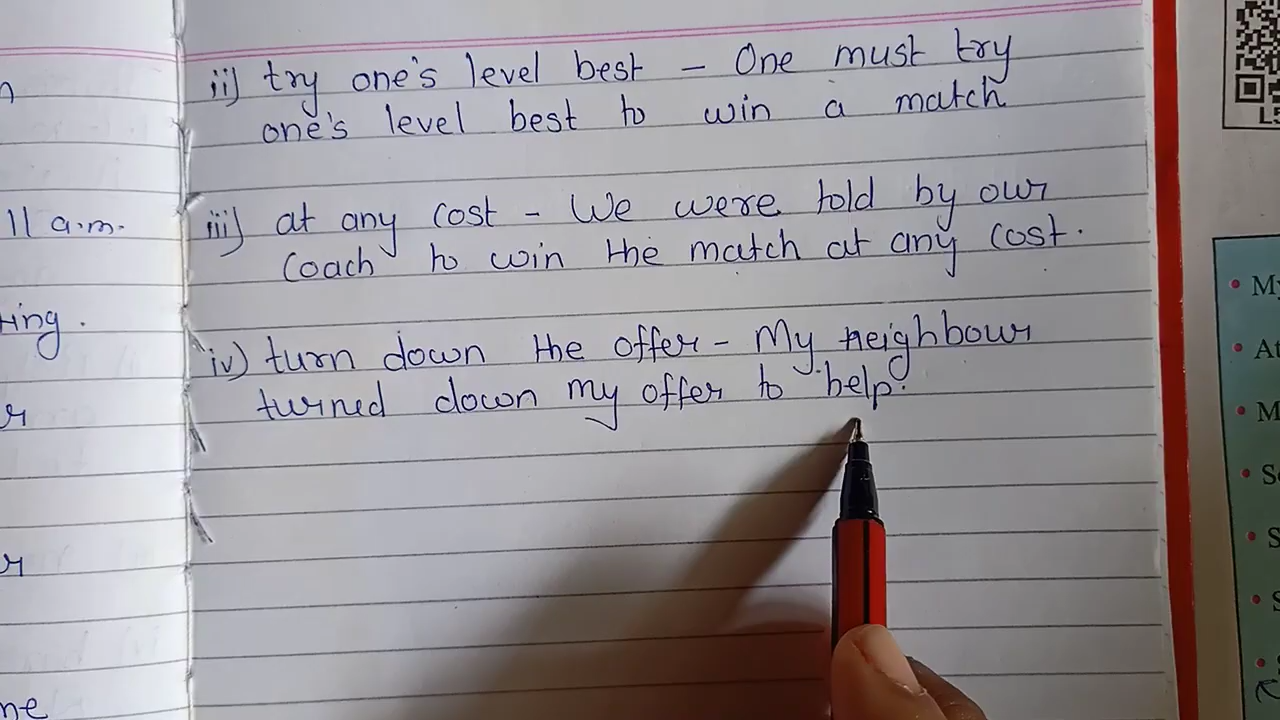 11 a.m.
ii) try one's level best - One must try
one's level best to win a match
iii) at any cost - We were told by our
Coach to win the match at any cost.
iv) turn down the offer - My neighbour
turned down my offer to help.